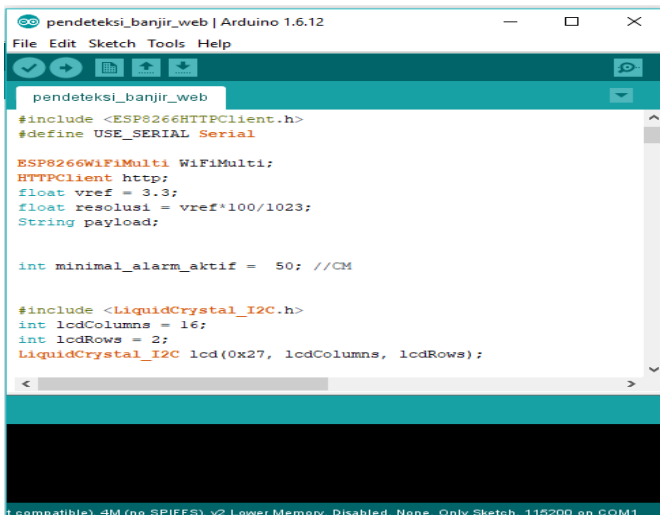 pendeteksi_banjir_web | Arduino 1.6.12
File Edit Sketch Tools Help
pendeteksi_banjir_web
#include <ESP8266HTTPClient.h>
#define USE_SERIAL Serial
ESP8266WiFiMulti WiFiMulti;
HTTPClient http;
float vref = 3.3;
float resolusi = vref*100/1023;
String payload;
int minimal_alarm_aktif =  50; //CM
#include <LiquidCrystal_I2C.h>
int lcdColumns = 16;
int lcdRows = 2;
LiquidCrystal_I2C lcd(0x27, lcdColumns, lcdRows);
t compatible), 4M (no SPIFFS), v2 Lower Memory, Disabled, None, Only Sketch, 115200 on COM1